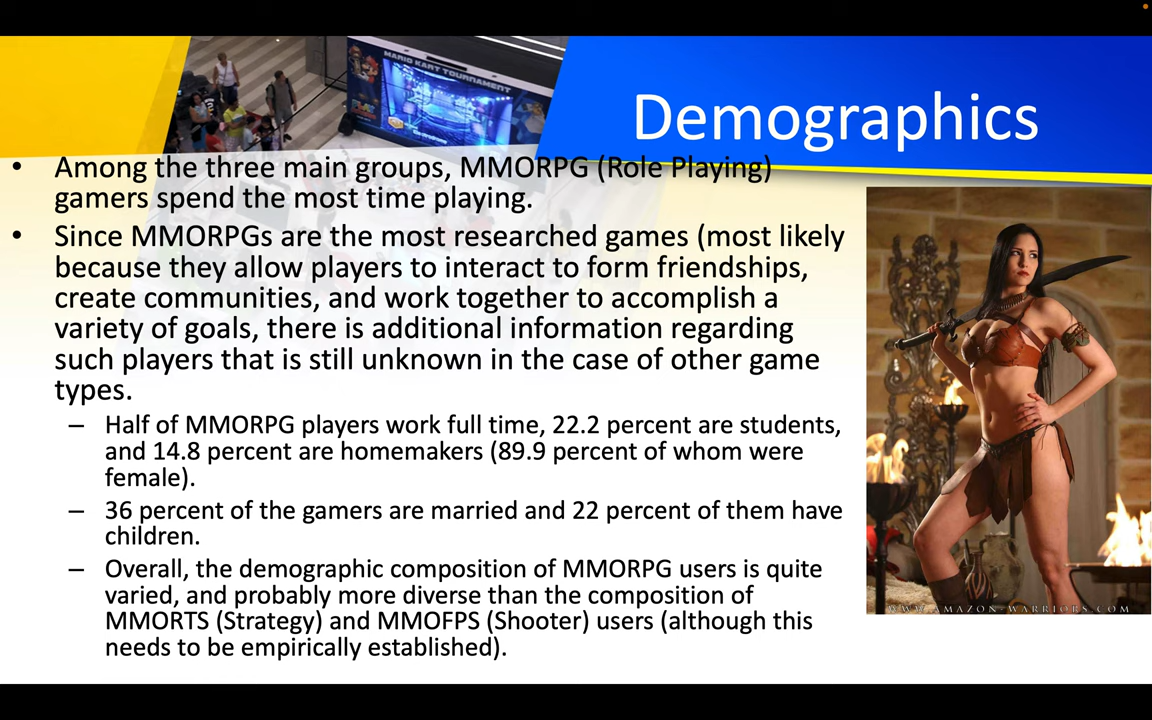 MARIO KART TOURNAMENT
Demographics
• Among the three main groups, MMORPG (Role Playing)
gamers spend the most time playing.
• Since MMORPGs are the most researched games (most likely
because they allow players to interact to form friendships,
create communities, and work together to accomplish a
variety of goals, there is additional information regarding
such players that is still unknown in the case of other game
types.
– Half of MMORPG players work full time, 22.2 percent are students,
and 14.8 percent are homemakers (89.9 percent of whom were
female).
– 36 percent of the gamers are married and 22 percent of them have
children.
– Overall, the demographic composition of MMORPG users is quite
varied, and probably more diverse than the composition of
MMORTS (Strategy) and MMOFPS (Shooter) users (although this
needs to be empirically established).
WWW.AMAZON-WARRIORS.COM